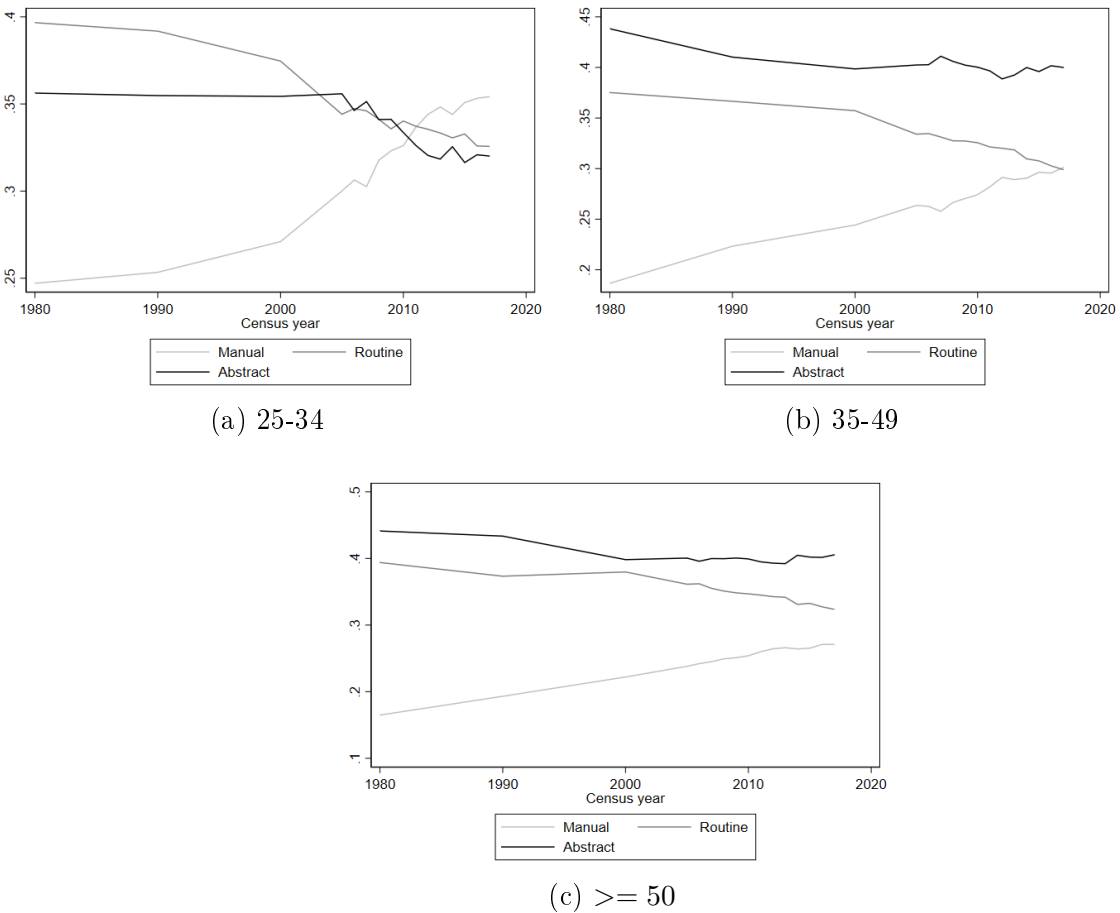 .4
.35
.3
.25
1980 1990 2000 2010 2020
Census year
Manual Routine
Abstract
(a) 25-34
.45
.4
.35
.3
.25
.2
1980 1990 2000 2010 2020
Census year
Manual Routine
Abstract
(b) 35-49
.5
.4
.3
.2
.1
1980 1990 2000 2010 2020
Census year
Manual Routine
Abstract
(c) >= 50